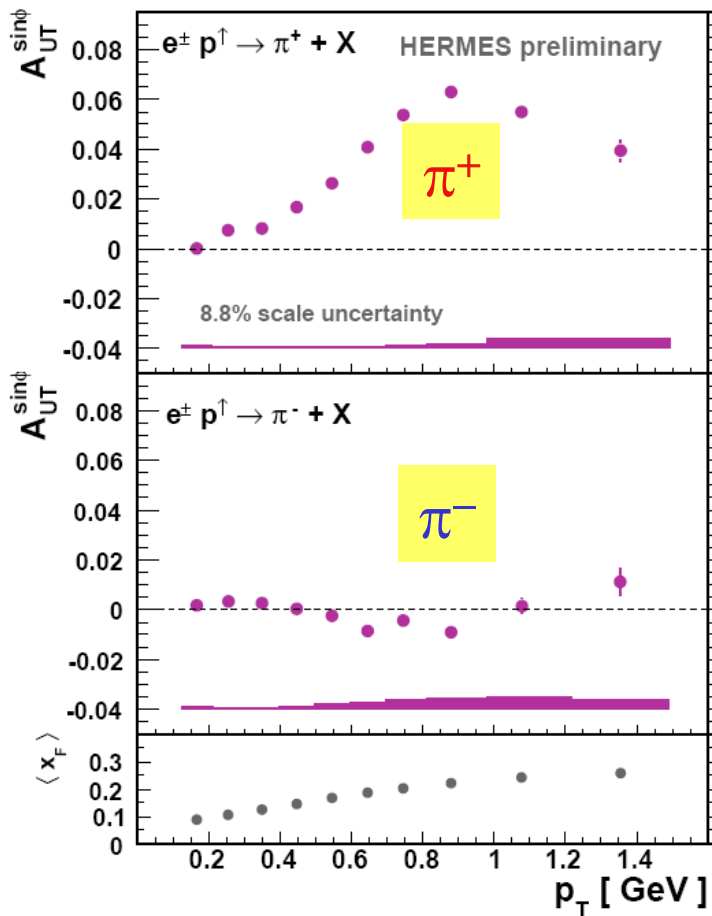 A_UT^sinφ
e± p↑ → π⁺ + X
HERMES preliminary
0.08
0.06
0.04
π⁺
0.02
0
-0.02
8.8% scale uncertainty
-0.04
A_UT^sinφ
e± p↑ → π⁻ + X
0.08
0.06
0.04
π⁻
0.02
0
-0.02
-0.04
⟨x_F⟩
0.3
0.2
0.1
0
0.2 0.4 0.6 0.8 1 1.2 1.4
p_T [ GeV ]